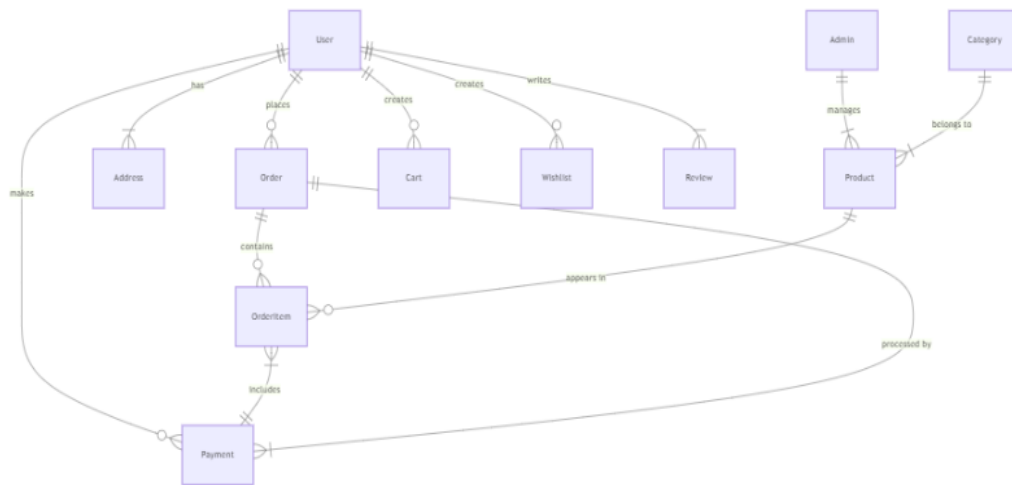 User
Admin
Category
has
writes
creates
creates
places
manages
belongs to
Address
Order
Cart
Wishlist
Review
Product
makes
contains
appears in
OrderItem
processed by
includes
Payment